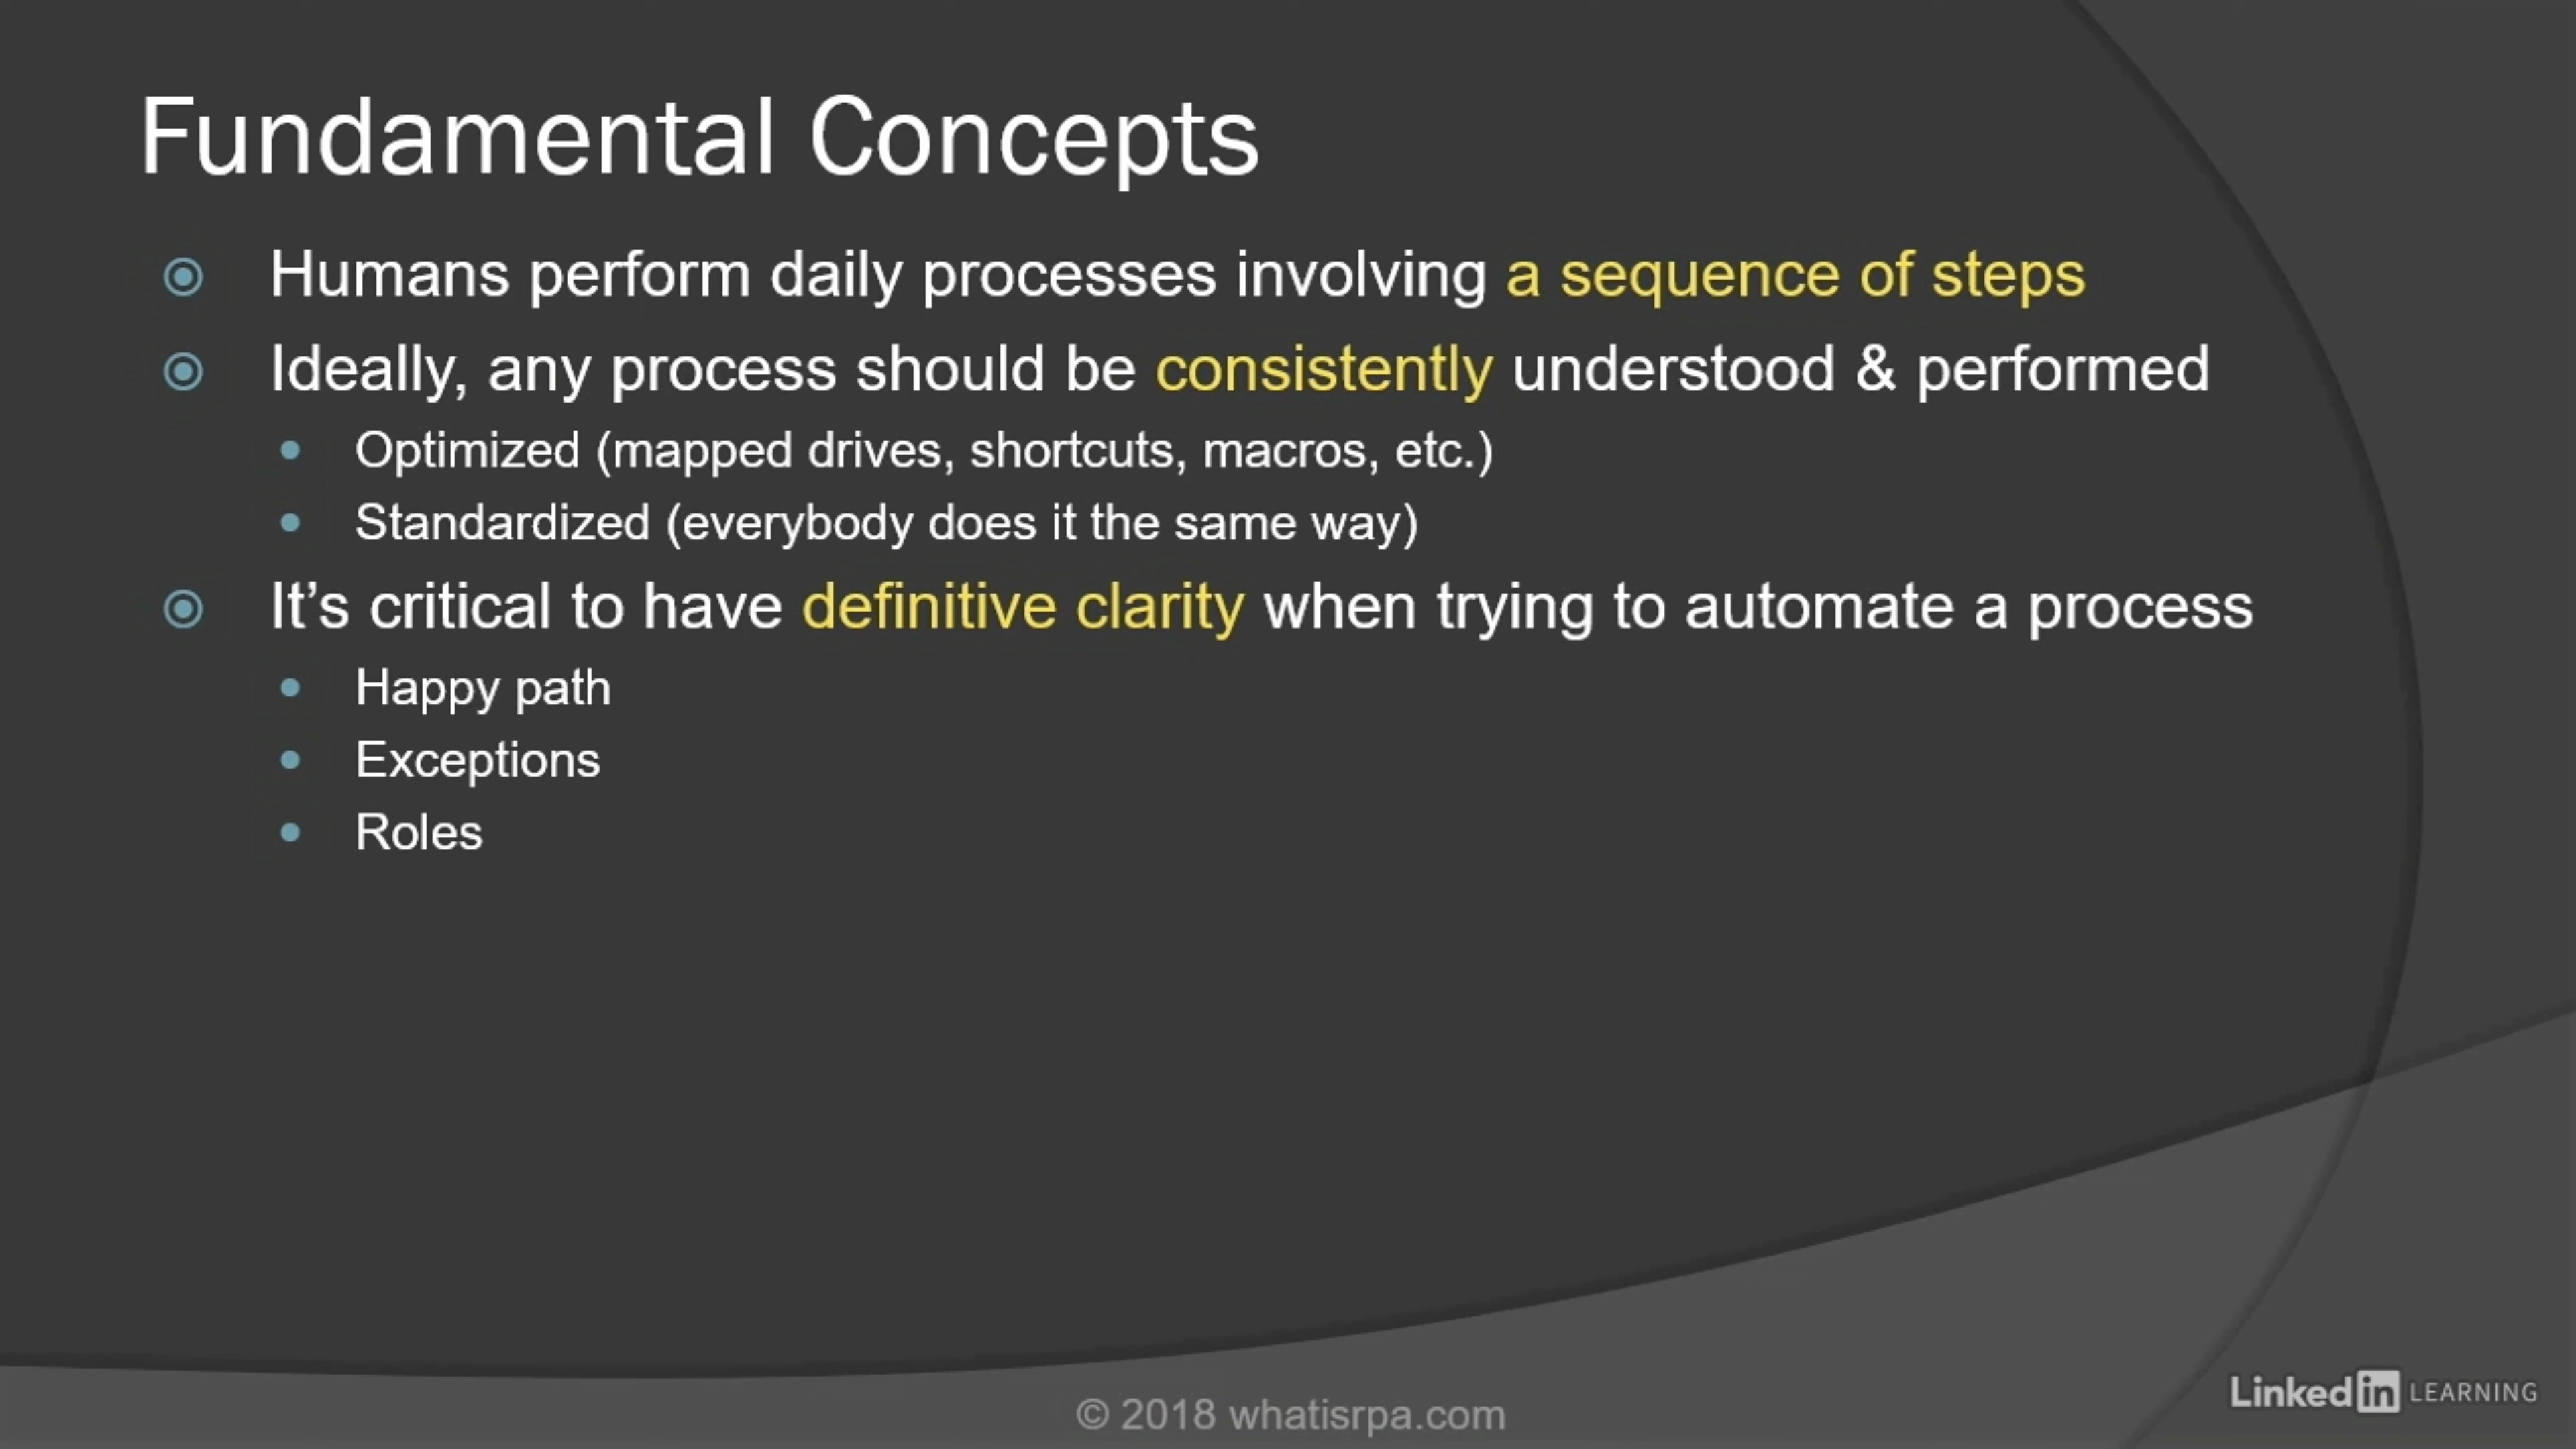 Fundamental Concepts
Humans perform daily processes involving a sequence of steps
Ideally, any process should be consistently understood & performed
Optimized (mapped drives, shortcuts, macros, etc.)
Standardized (everybody does it the same way)
It’s critical to have definitive clarity when trying to automate a process
Happy path
Exceptions
Roles
© 2018 whatisrpa.com
Linked in LEARNING